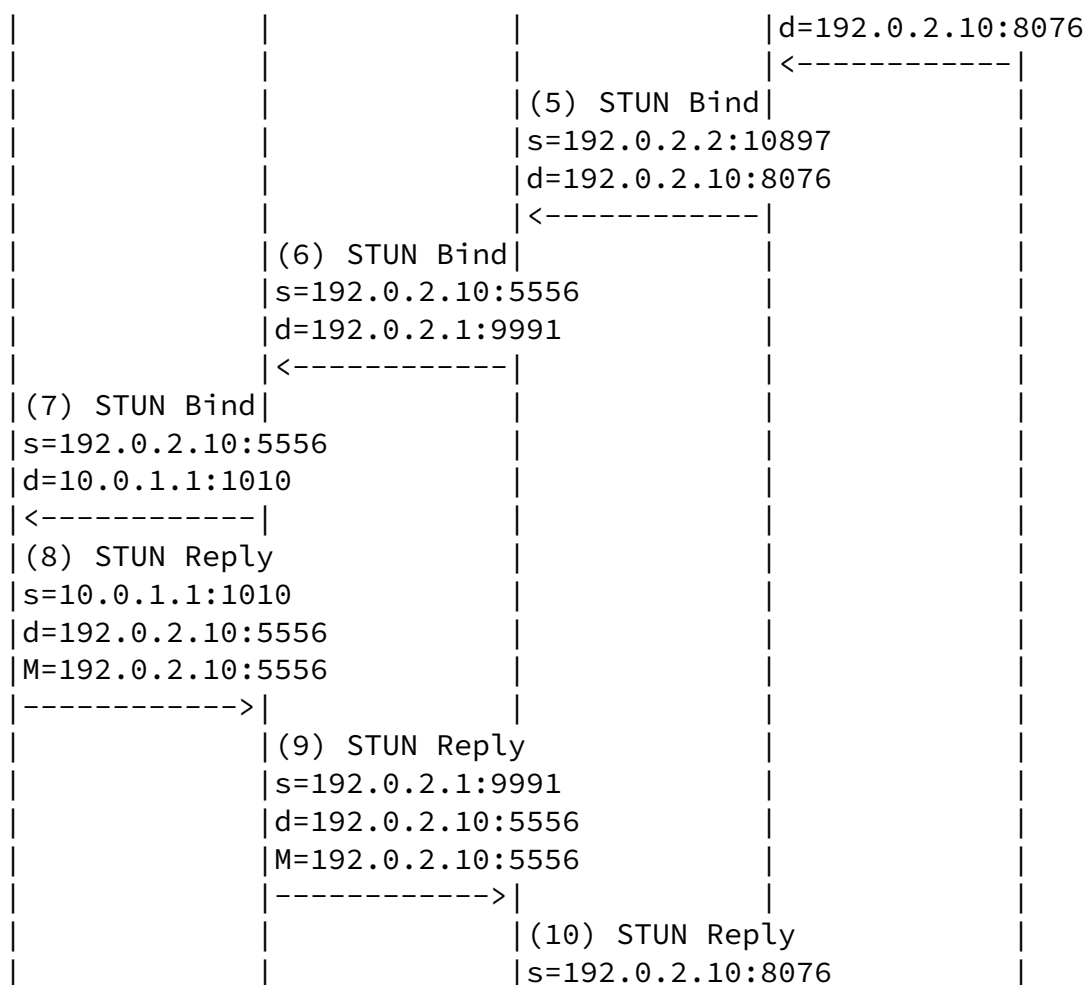 |          |          |          |d=192.0.2.10:8076
|          |          |          |<------------|
|          |          |(5) STUN Bind|          |
|          |          |s=192.0.2.2:10897     |
|          |          |d=192.0.2.10:8076     |
|          |          |<------------|          |
|          |(6) STUN Bind|          |          |
|          |s=192.0.2.10:5556     |          |
|          |d=192.0.2.1:9991      |          |
|          |<------------|          |          |
|(7) STUN Bind|          |          |          |
|s=192.0.2.10:5556     |          |          |
|d=10.0.1.1:1010       |          |          |
|<------------|          |          |          |
|(8) STUN Reply        |          |          |
|s=10.0.1.1:1010       |          |          |
|d=192.0.2.10:5556     |          |          |
|M=192.0.2.10:5556     |          |          |
|------------>|          |          |          |
|          |(9) STUN Reply        |          |
|          |s=192.0.2.1:9991      |          |
|          |d=192.0.2.10:5556     |          |
|          |M=192.0.2.10:5556     |          |
|          |------------>|          |          |
|          |          |(10) STUN Reply       |
|          |          |s=192.0.2.10:8076     |